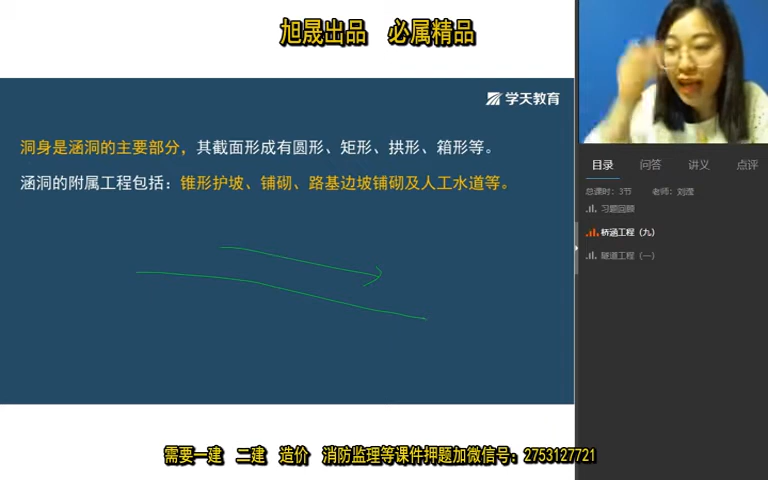 旭晟出品 必属精品
学天教育
洞身是涵洞的主要部分，其截面形成有圆形、矩形、拱形、箱形等。
涵洞的附属工程包括：锥形护坡、铺砌、路基边坡铺砌及人工水道等。
目录 问答 讲义 点评
总课时：3节 老师：刘滢
习题回顾
桥涵工程（九）
隧道工程（一）
需要一建 二建 造价 消防监理等课件押题加微信号：2753127721